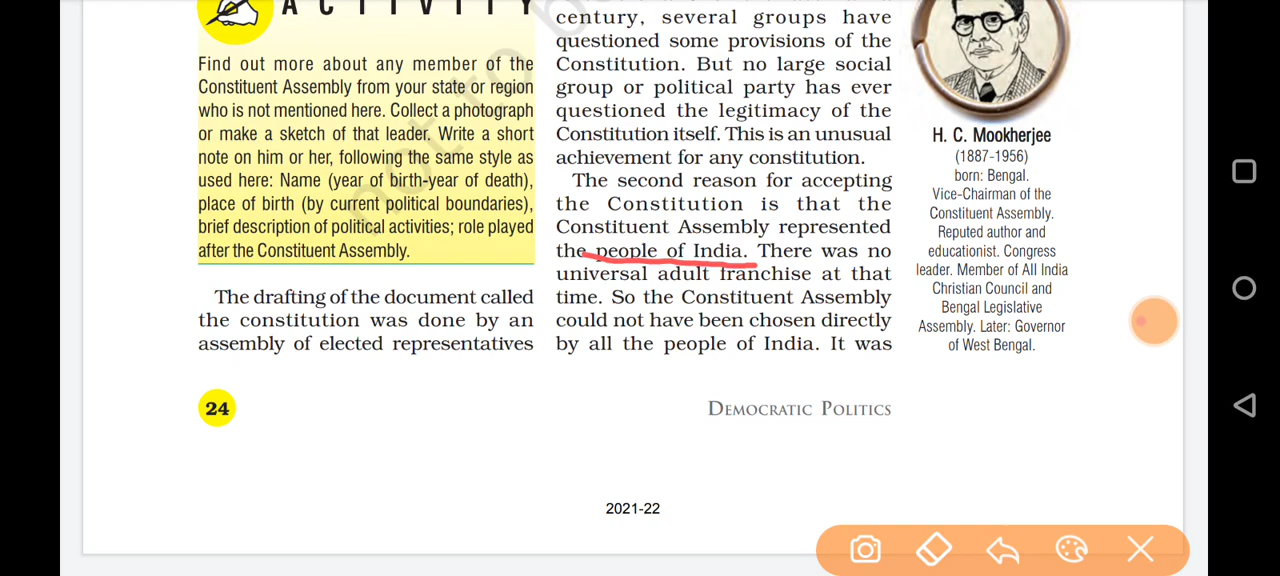 ACTIVITY
Find out more about any member of the
Constituent Assembly from your state or region
who is not mentioned here. Collect a photograph
or make a sketch of that leader. Write a short
note on him or her, following the same style as
used here: Name (year of birth-year of death),
place of birth (by current political boundaries),
brief description of political activities; role played
after the Constituent Assembly.
The drafting of the document called
the constitution was done by an
assembly of elected representatives
century, several groups have
questioned some provisions of the
Constitution. But no large social
group or political party has ever
questioned the legitimacy of the
Constitution itself. This is an unusual
achievement for any constitution.
The second reason for accepting
the Constitution is that the
Constituent Assembly represented
the people of India. There was no
universal adult franchise at that
time. So the Constituent Assembly
could not have been chosen directly
by all the people of India. It was
H. C. Mookherjee
(1887-1956)
born: Bengal.
Vice-Chairman of the
Constituent Assembly.
Reputed author and
educationist. Congress
leader. Member of All India
Christian Council and
Bengal Legislative
Assembly. Later: Governor
of West Bengal.
24
DEMOCRATIC POLITICS
2021-22